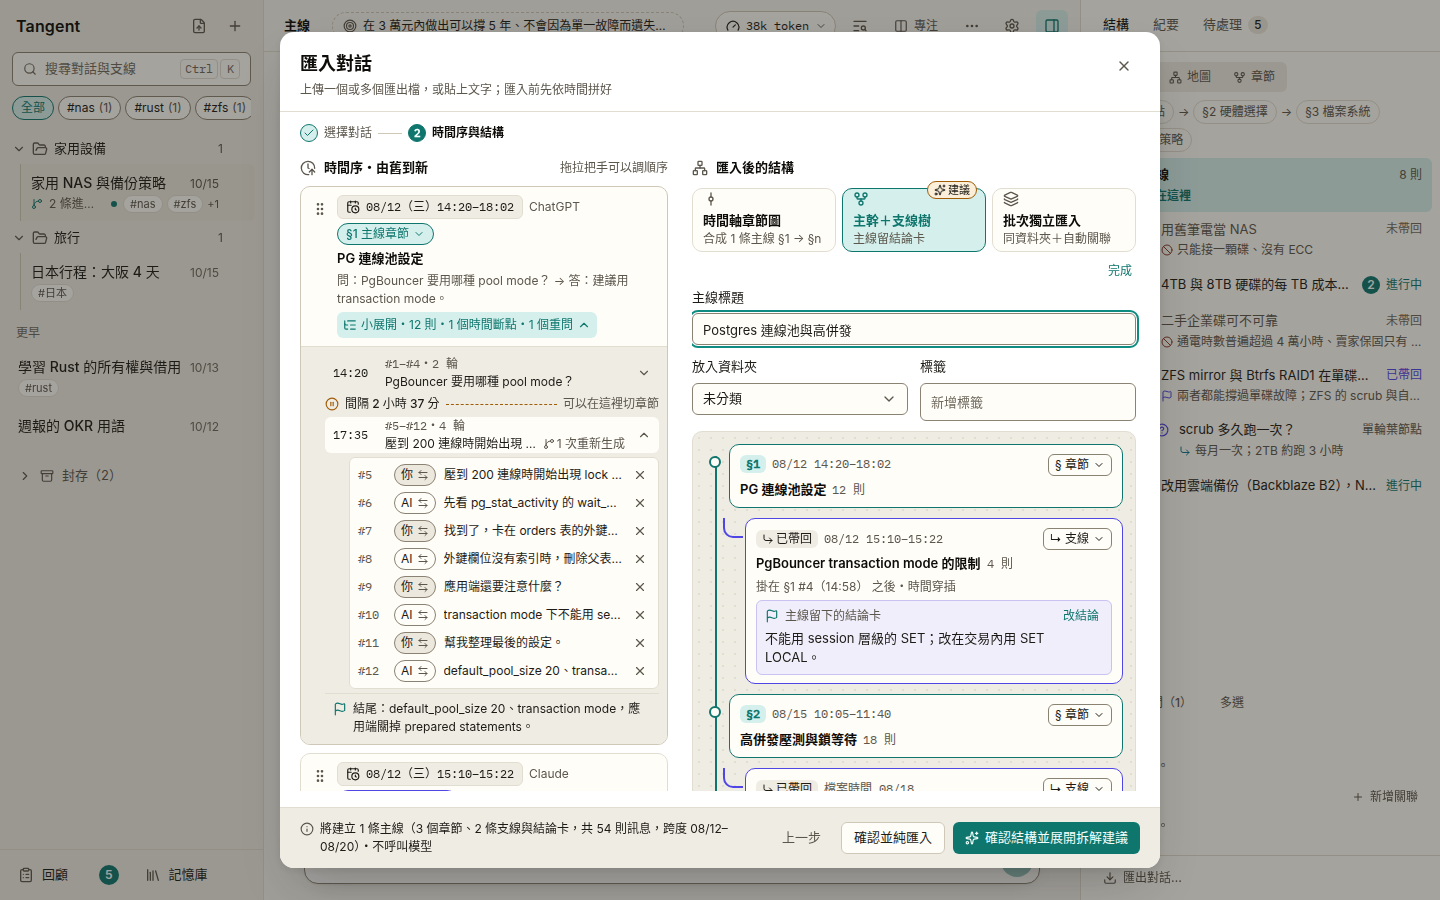 Tangent
搜尋對話與支線
Ctrl
K
全部
#nas (1)
#rust (1)
#zfs (1)
家用設備
1
家用 NAS 與備份策略
10/15
2 條進…
#nas
#zfs
+1
旅行
1
日本行程：大阪 4 天
10/15
#日本
更早
學習 Rust 的所有權與借用
10/13
#rust
週報的 OKR 用語
10/12
封存（2）
回顧
5
記憶庫
主線
在 3 萬元內做出可以撐 5 年、不會因為單一故障而遺失…
38k token
專注
匯入對話
上傳一個或多個匯出檔，或貼上文字；匯入前先依時間拼好
選擇對話
2
時間序與結構
時間序・由舊到新
拖拉把手可以調順序
08/12（三）14:20–18:02
ChatGPT
§1 主線章節
PG 連線池設定
問：PgBouncer 要用哪種 pool mode？ → 答：建議用
transaction mode。
小展開・12 則・1 個時間斷點・1 個重問
14:20
#1–#4・2 輪
PgBouncer 要用哪種 pool mode？
間隔 2 小時 37 分
可以在這裡切章節
17:35
#5–#12・4 輪
壓到 200 連線時開始出現 …
1 次重新生成
#5
你
壓到 200 連線時開始出現 lock …
#6
AI
先看 pg_stat_activity 的 wait_…
#7
你
找到了，卡在 orders 表的外鍵…
#8
AI
外鍵欄位沒有索引時，刪除父表…
#9
你
應用端還要注意什麼？
#10
AI
transaction mode 下不能用 se…
#11
你
幫我整理最後的設定。
#12
AI
default_pool_size 20、transa…
結尾：default_pool_size 20、transaction mode，應
用端關掉 prepared statements。
08/12（三）15:10–15:22
Claude
匯入後的結構
時間軸章節圖
合成 1 條主線 §1 → §n
建議
主幹＋支線樹
主線留結論卡
批次獨立匯入
同資料夾＋自動關聯
完成
主線標題
Postgres 連線池與高併發
放入資料夾
標籤
未分類
新增標籤
§1
08/12 14:20–18:02
§ 章節
PG 連線池設定
12 則
已帶回
08/12 15:10–15:22
支線
PgBouncer transaction mode 的限制
4 則
掛在 §1 #4（14:58） 之後・時間穿插
主線留下的結論卡
改結論
不能用 session 層級的 SET；改在交易內用 SET
LOCAL。
§2
08/15 10:05–11:40
§ 章節
高併發壓測與鎖等待
18 則
已帶回
檔案時間 08/18
支線
將建立 1 條主線（3 個章節、2 條支線與結論卡，共 54 則訊息，跨度 08/12–
08/20）・不呼叫模型
上一步
確認並純匯入
確認結構並展開拆解建議
結構
紀要
待處理
5
地圖
章節
→
§2 硬體選擇
→
§3 檔案系統
策略
線
8 則
在這裡
用舊筆電當 NAS
未帶回
只能接一顆碟、沒有 ECC
4TB 與 8TB 硬碟的每 TB 成本…
2
進行中
二手企業碟可不可靠
未帶回
通電時數普遍超過 4 萬小時、賣家保固只有 …
ZFS mirror 與 Btrfs RAID1 在單碟…
已帶回
兩者都能撐過單碟故障；ZFS 的 scrub 與自…
scrub 多久跑一次？
單輪葉節點
每月一次；2TB 約跑 3 小時
改用雲端備份（Backblaze B2），N…
進行中
（1）
多選
新增關聯
匯出對話…